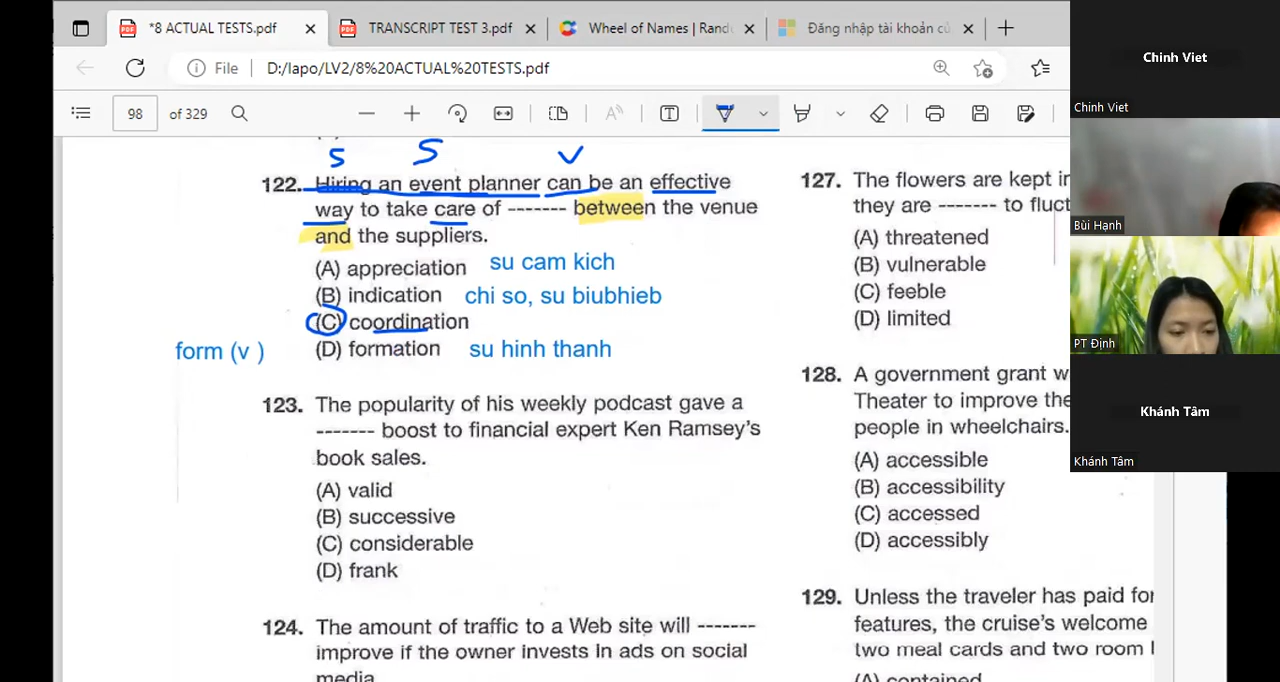 *8 ACTUAL TESTS.pdf
TRANSCRIPT TEST 3.pdf
Wheel of Names | Rand
Đăng nhập tài khoản củ
File
D:/lapo/LV2/8%20ACTUAL%20TESTS.pdf
98 of 329
S S V
122. Hiring an event planner can be an effective
way to take care of ------- between the venue
and the suppliers.
(A) appreciation su cam kich
(B) indication chi so, su biubhieb
(C) coordination
form (v ) (D) formation su hinh thanh
123. The popularity of his weekly podcast gave a
------- boost to financial expert Ken Ramsey's
book sales.
(A) valid
(B) successive
(C) considerable
(D) frank
124. The amount of traffic to a Web site will -------
improve if the owner invests in ads on social
media
127. The flowers are kept in
they are ------- to fluct
(A) threatened
(B) vulnerable
(C) feeble
(D) limited
128. A government grant w
Theater to improve the
people in wheelchairs.
(A) accessible
(B) accessibility
(C) accessed
(D) accessibly
129. Unless the traveler has paid for
features, the cruise's welcome
two meal cards and two room
(A) contained
Chinh Viet
Chinh Viet
Bùi Hạnh
PT Định
Khánh Tâm
Khánh Tâm